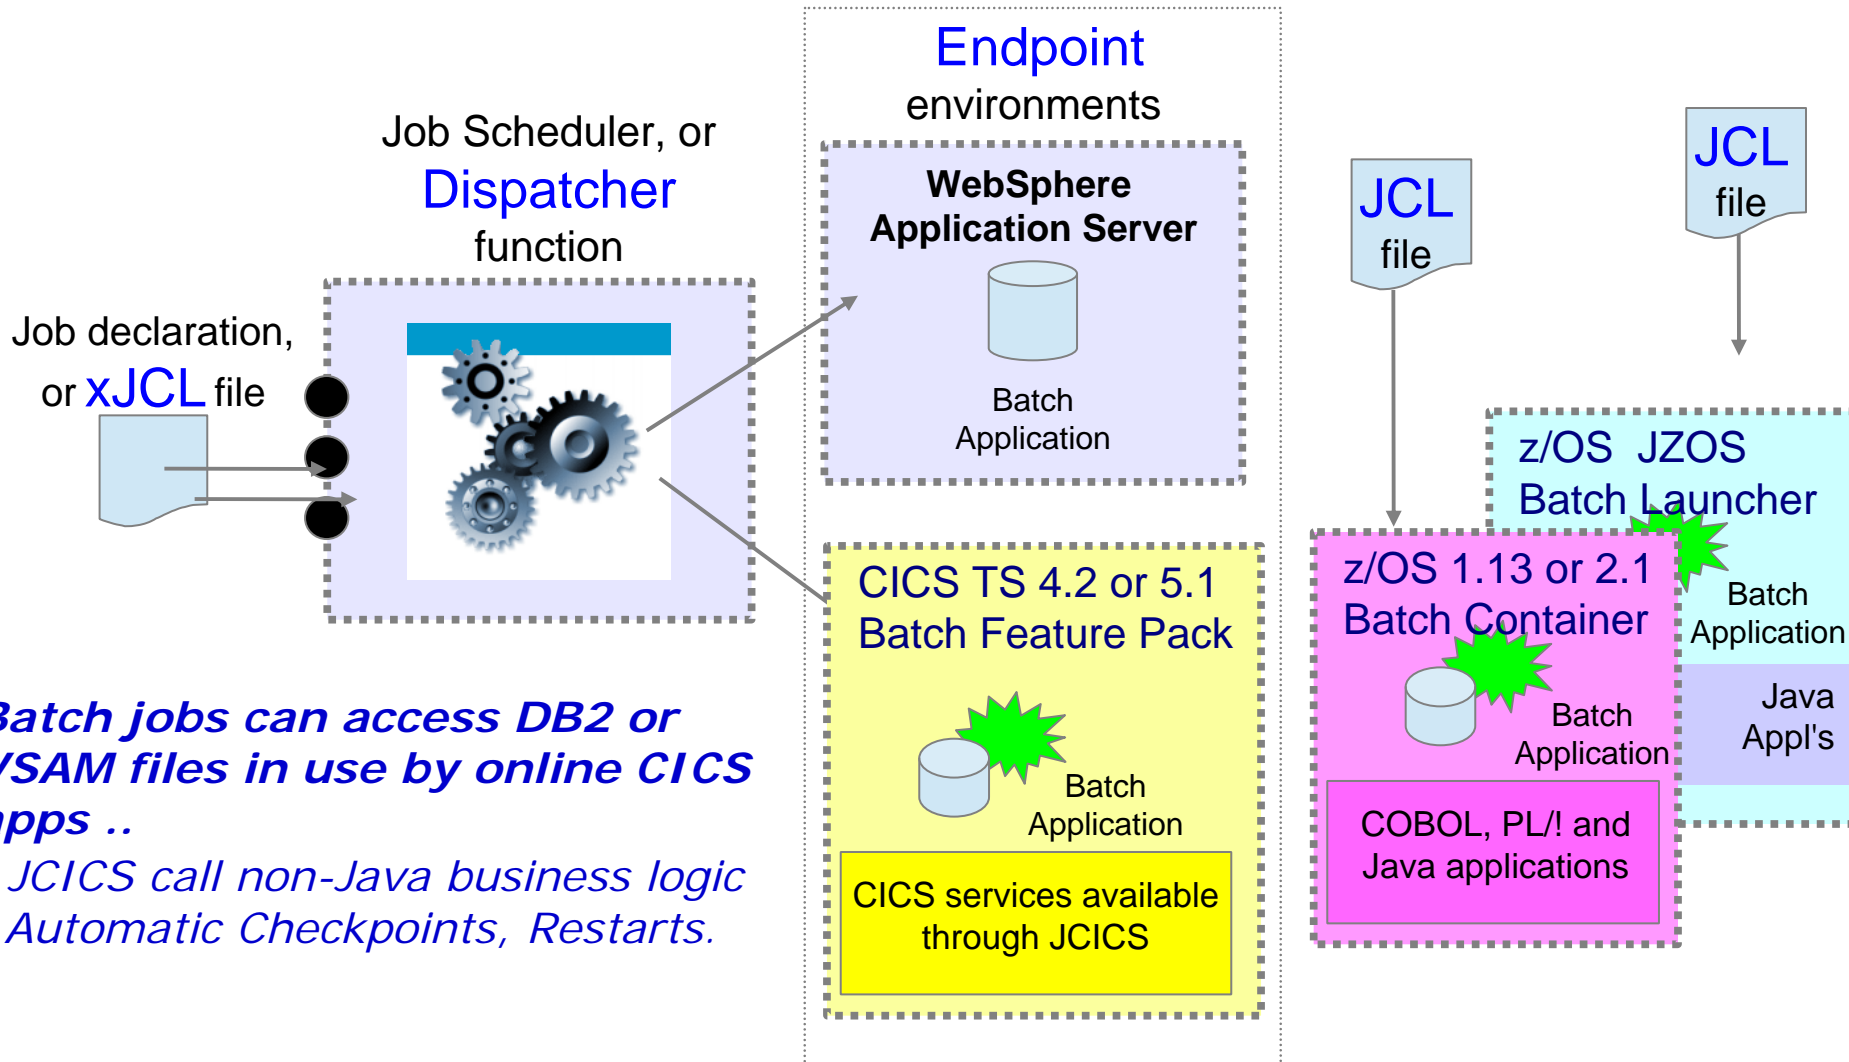 Endpoint
environments
Job Scheduler, or
Dispatcher
function
Job declaration,
or xJCL file
WebSphere
Application Server
Batch
Application
CICS TS 4.2 or 5.1
Batch Feature Pack
Batch
Application
CICS services available
through JCICS
JCL
file
JCL
file
z/OS JZOS
Batch Launcher
Batch
Application
Java
Appl's
z/OS 1.13 or 2.1
Batch Container
Batch
Application
COBOL, PL/! and
Java applications
Batch jobs can access DB2 or
VSAM files in use by online CICS
apps ..
JCICS call non-Java business logic
Automatic Checkpoints, Restarts.